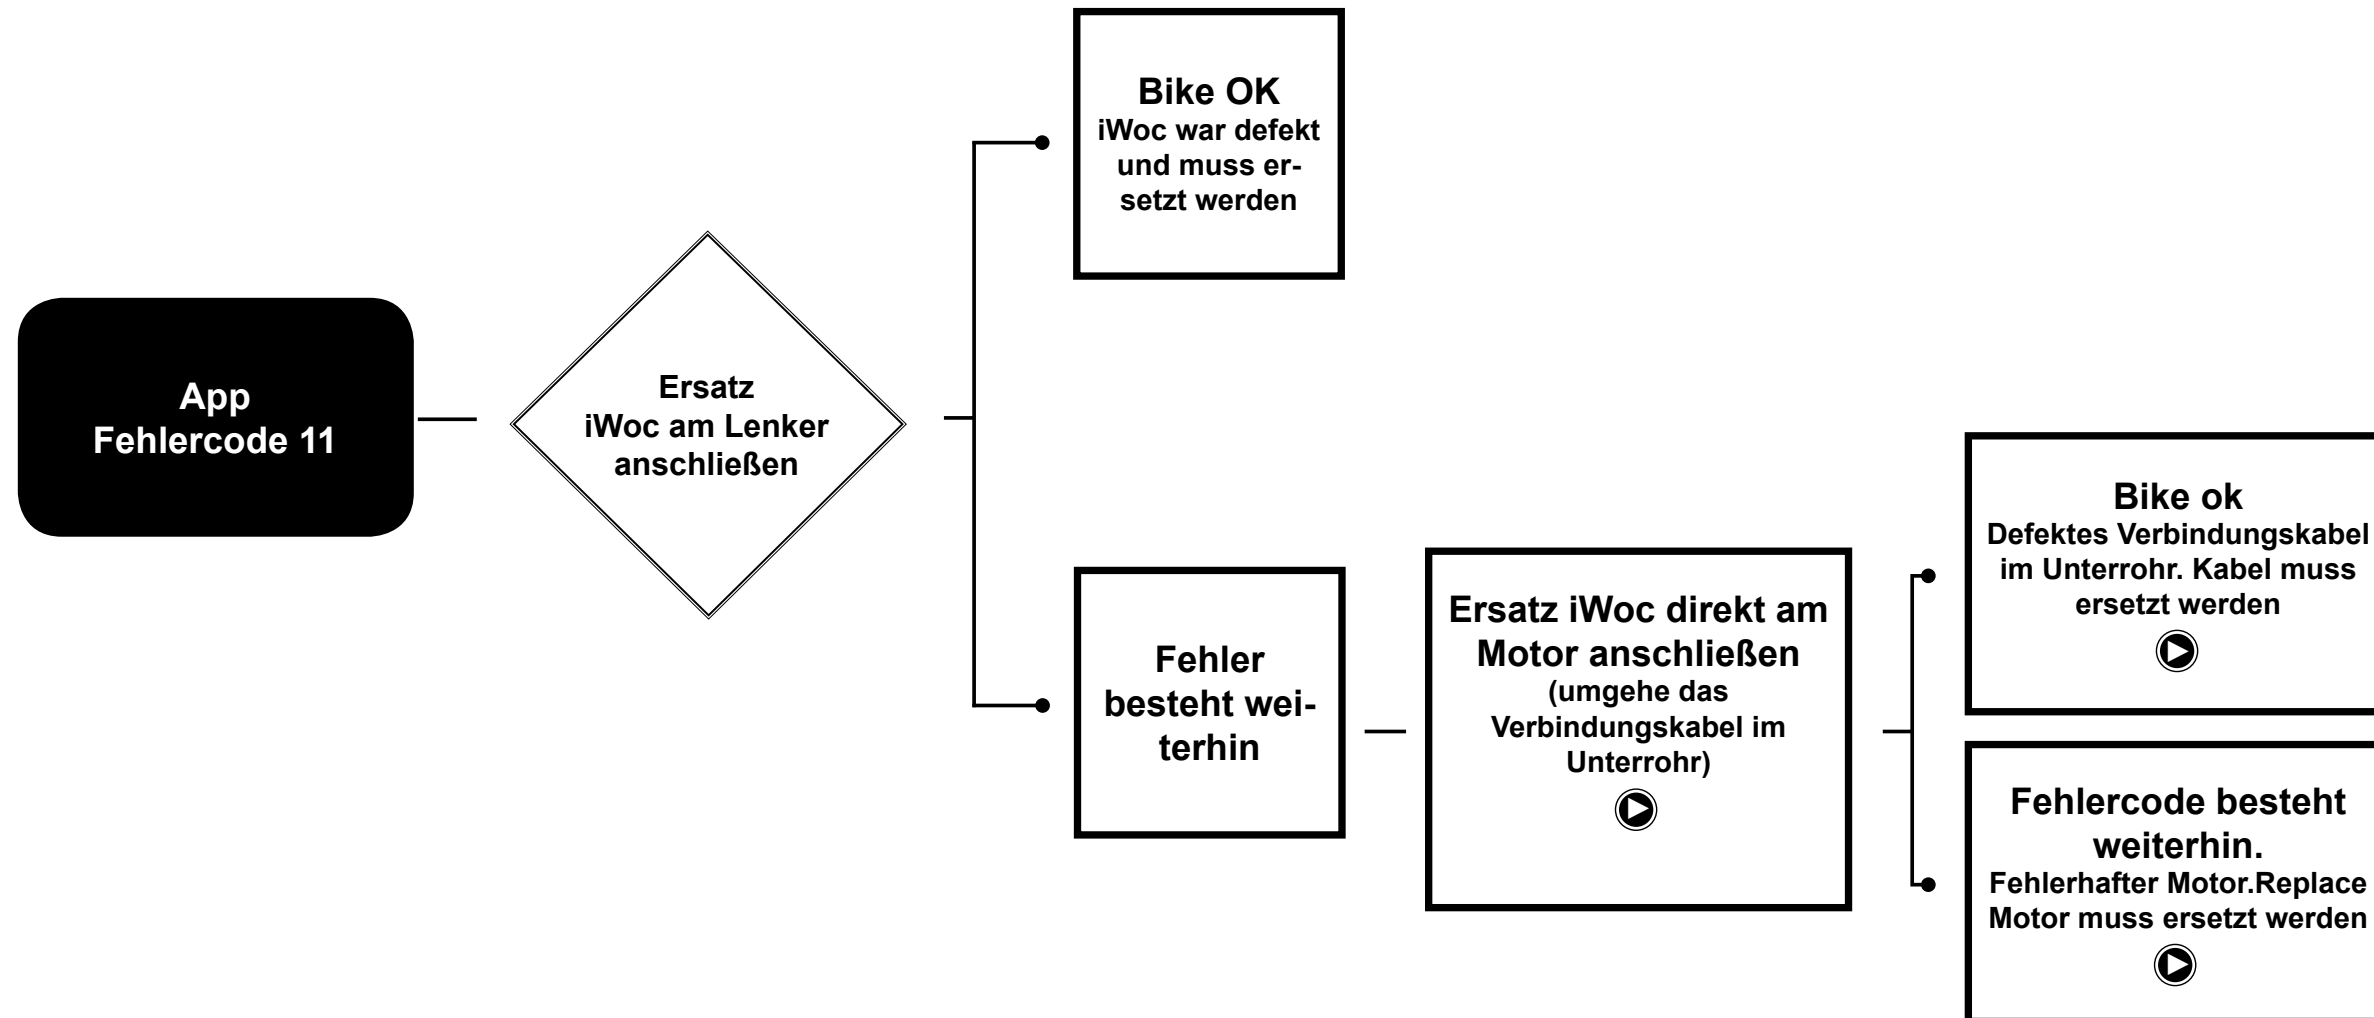 App
Fehlercode 11
Ersatz
iWoc am Lenker
anschließen
Bike OK
iWoc war defekt
und muss er-
setzt werden
Fehler
besteht wei-
terhin
Ersatz iWoc direkt am
Motor anschließen
(umgehe das
Verbindungskabel im
Unterrohr)
Bike ok
Defektes Verbindungskabel
im Unterrohr. Kabel muss
ersetzt werden
Fehlercode besteht
weiterhin.
Fehlerhafter Motor.Replace
Motor muss ersetzt werden